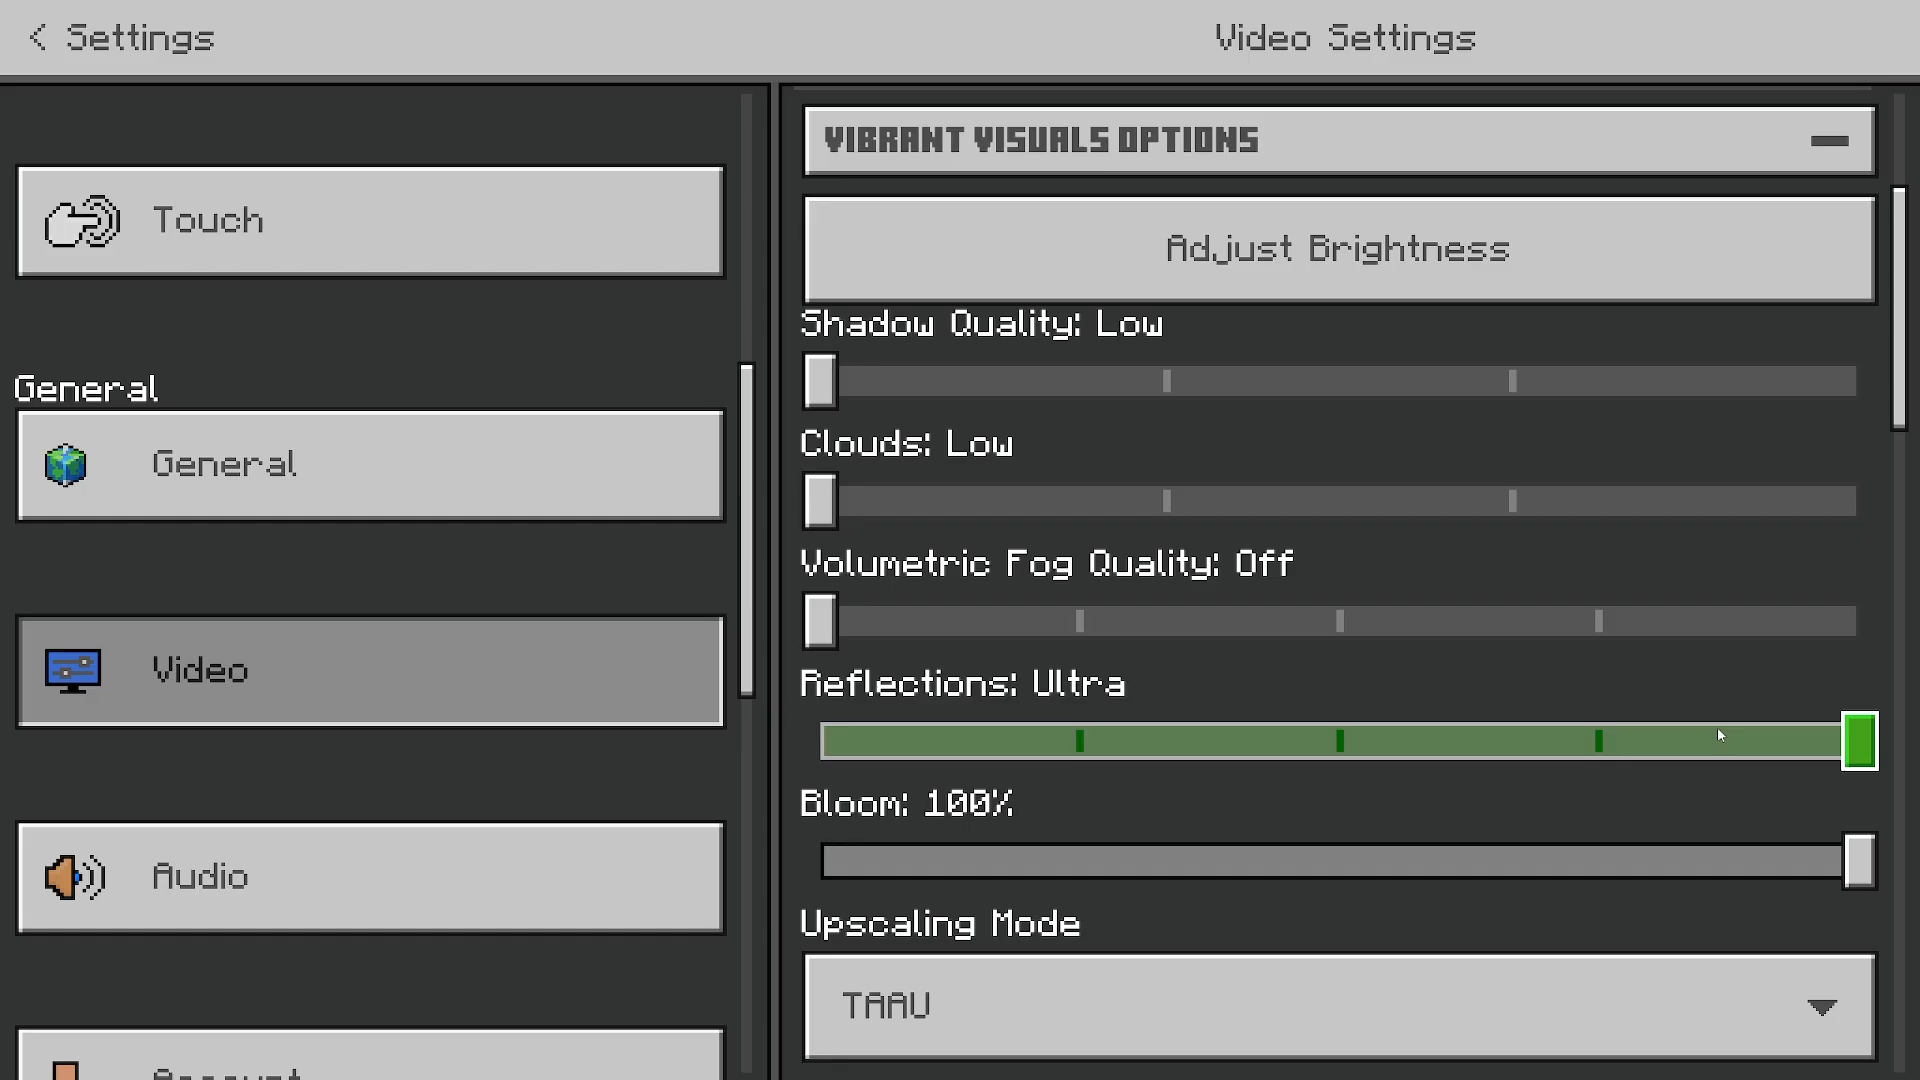 Settings
Video Settings
Touch
General
General
Video
Audio
VIBRANT VISUALS OPTIONS
Adjust Brightness
Shadow Quality: Low
Clouds: Low
Volumetric Fog Quality: Off
Reflections: Ultra
Bloom: 100%
Upscaling Mode
TAAU